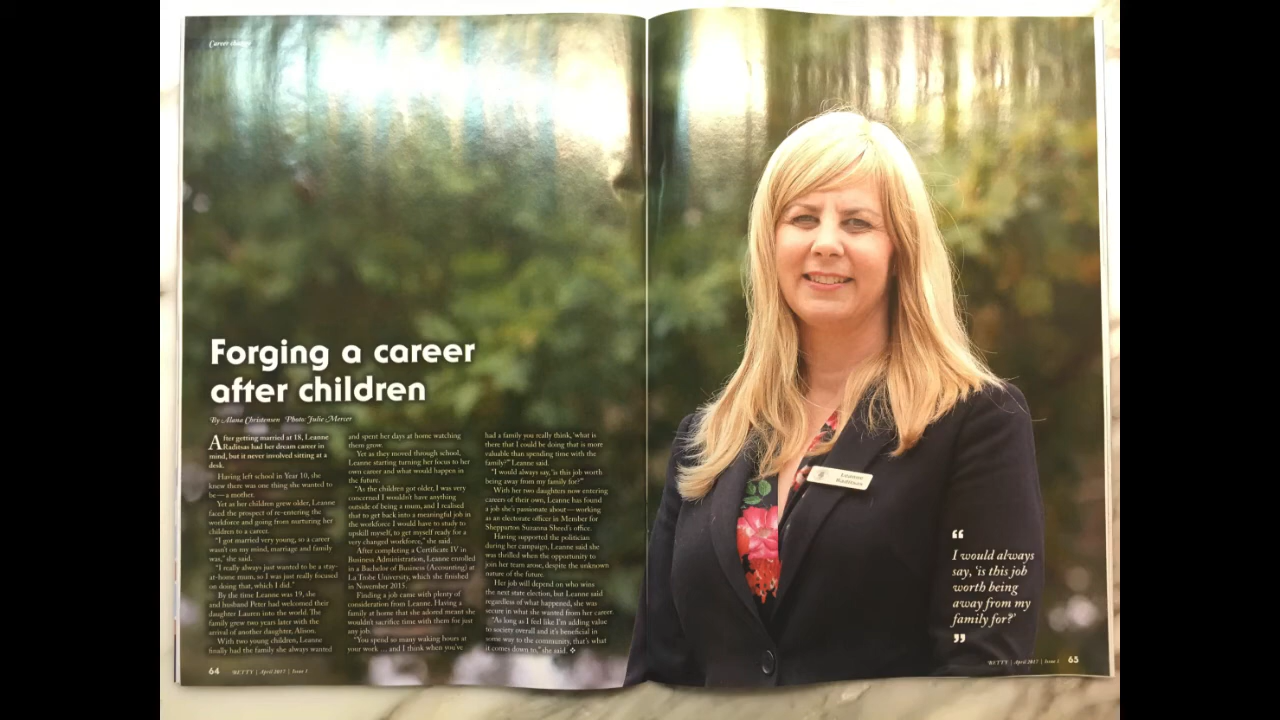 Career change
Forging a career
after children
By Alana Christensen Photo: Julie Mercer
After getting married at 18, Leanne
Raditsas had her dream career in
mind, but it never involved sitting at a
desk.
Having left school in Year 10, she
knew there was one thing she wanted to
be — a mother.
Yet as her children grew older, Leanne
faced the prospect of re-entering the
workforce and going from nurturing her
children to a career.
"I got married very young, so a career
wasn't on my mind, marriage and family
was," she said.
"I really always just wanted to be a stay-
at-home mum, so I was just really focused
on doing that, which I did."
By the time Leanne was 19, she
and husband Peter had welcomed their
daughter Lauren into the world. The
family grew two years later with the
arrival of another daughter, Alison.
With two young children, Leanne
finally had the family she always wanted
and spent her days at home watching
them grow.
Yet as they moved through school,
Leanne starting turning her focus to her
own career and what would happen in
the future.
"As the children got older, I was very
concerned I wouldn't have anything
outside of being a mum, and I realised
that to get back into a meaningful job in
the workforce I would have to study to
upskill myself, to get myself ready for a
very changed workforce," she said.
After completing a Certificate IV in
Business Administration, Leanne enrolled
in a Bachelor of Business (Accounting) at
La Trobe University, which she finished
in November 2015.
Finding a job came with plenty of
consideration from Leanne. Having a
family at home that she adored meant she
wouldn't sacrifice time with them for just
any job.
"You spend so many waking hours at
your work ... and I think when you've
had a family you really think, 'what is
there that I could be doing that is more
valuable than spending time with the
family?'" Leanne said.
"I would always say, 'is this job worth
being away from my family for?'"
With her two daughters now entering
careers of their own, Leanne has found
a job she's passionate about — working
as an electorate officer in Member for
Shepparton Suzanna Sheed's office.
Having supported the politician
during her campaign, Leanne said she
was thrilled when the opportunity to
join her team arose, despite the unknown
nature of the future.
Her job will depend on who wins
the next state election, but Leanne said
regardless of what happened, she was
secure in what she wanted from her career.
"As long as I feel like I'm adding value
to society overall and it's beneficial in
some way to the community, that's what
it comes down to," she said.
64 BETTY | April 2017 | Issue 1
Leanne
Raditsas
“
I would always
say, 'is this job
worth being
away from my
family for?'
”
BETTY | April 2017 | Issue 1 65